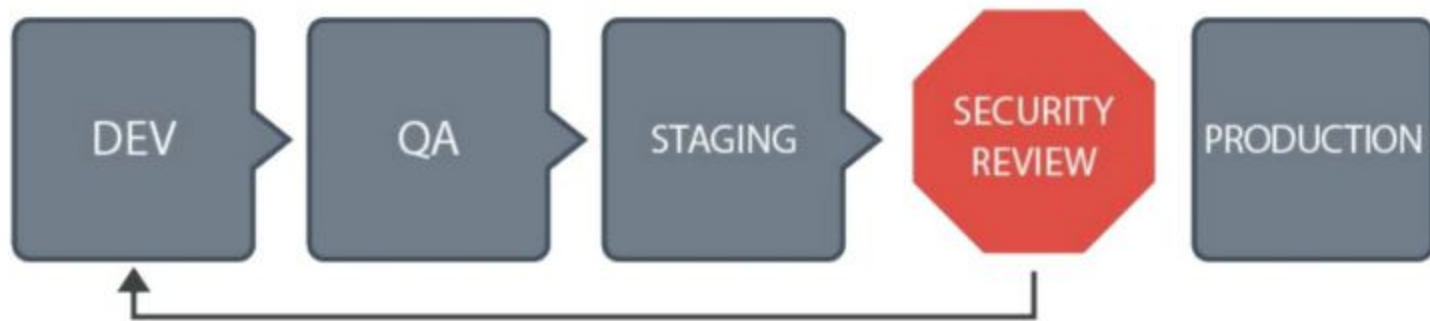 DEV
QA
STAGING
SECURITY
REVIEW
PRODUCTION